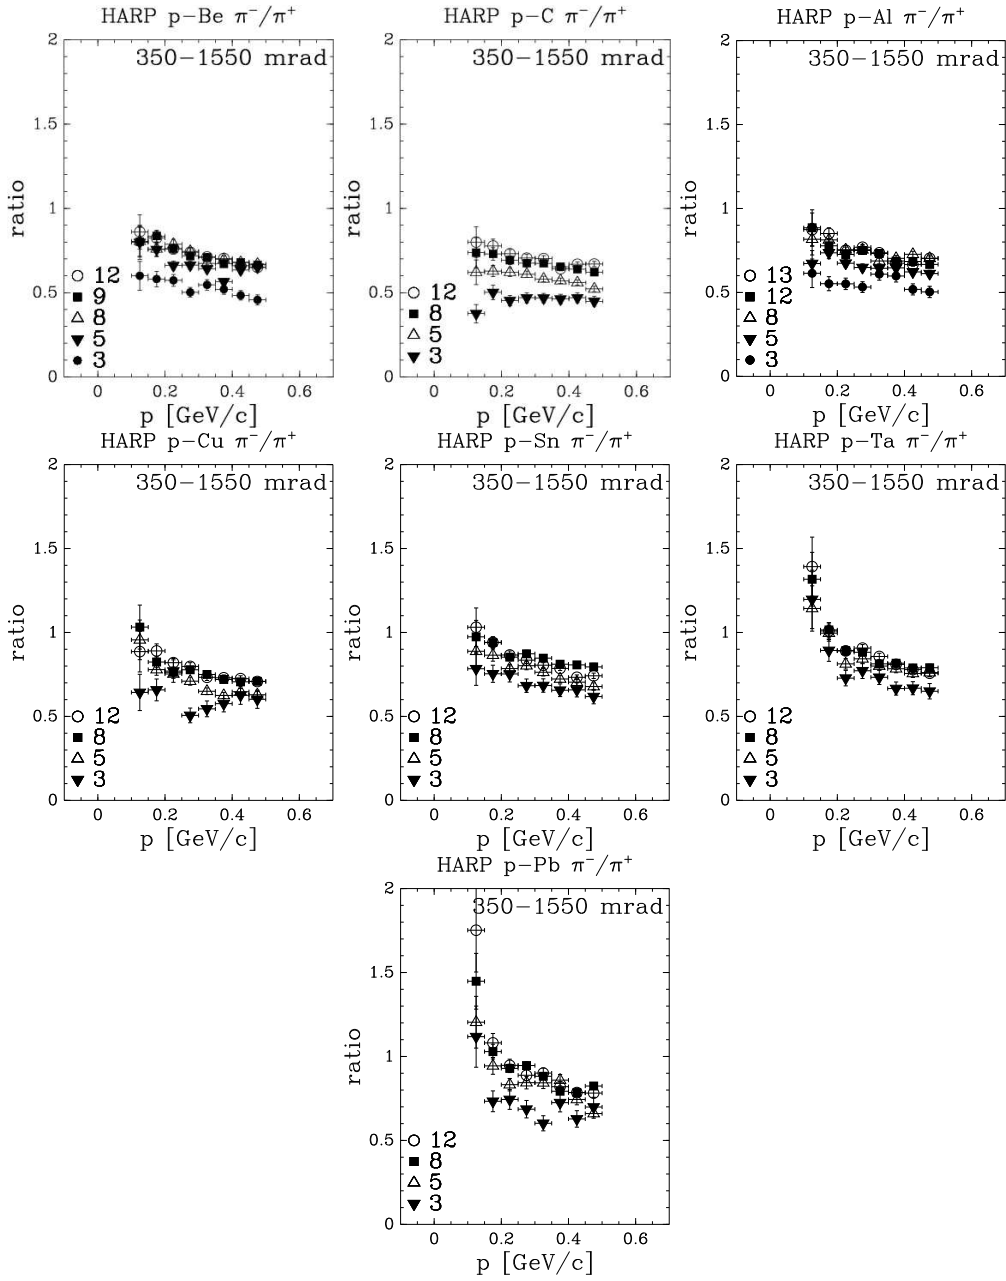 HARP p−Be π⁻/π⁺
350−1550 mrad
ratio
2
1.5
1
0.5
0
12
9
8
5
3
0 0.2 0.4 0.6
p [GeV/c]
HARP p−C π⁻/π⁺
350−1550 mrad
ratio
2
1.5
1
0.5
0
12
8
5
3
0 0.2 0.4 0.6
p [GeV/c]
HARP p−Al π⁻/π⁺
350−1550 mrad
ratio
2
1.5
1
0.5
0
13
12
8
5
3
0 0.2 0.4 0.6
p [GeV/c]
HARP p−Cu π⁻/π⁺
350−1550 mrad
ratio
2
1.5
1
0.5
0
12
8
5
3
0 0.2 0.4 0.6
p [GeV/c]
HARP p−Sn π⁻/π⁺
350−1550 mrad
ratio
2
1.5
1
0.5
0
12
8
5
3
0 0.2 0.4 0.6
p [GeV/c]
HARP p−Ta π⁻/π⁺
350−1550 mrad
ratio
2
1.5
1
0.5
0
12
8
5
3
0 0.2 0.4 0.6
p [GeV/c]
HARP p−Pb π⁻/π⁺
350−1550 mrad
ratio
2
1.5
1
0.5
0
12
8
5
3
0 0.2 0.4 0.6
p [GeV/c]